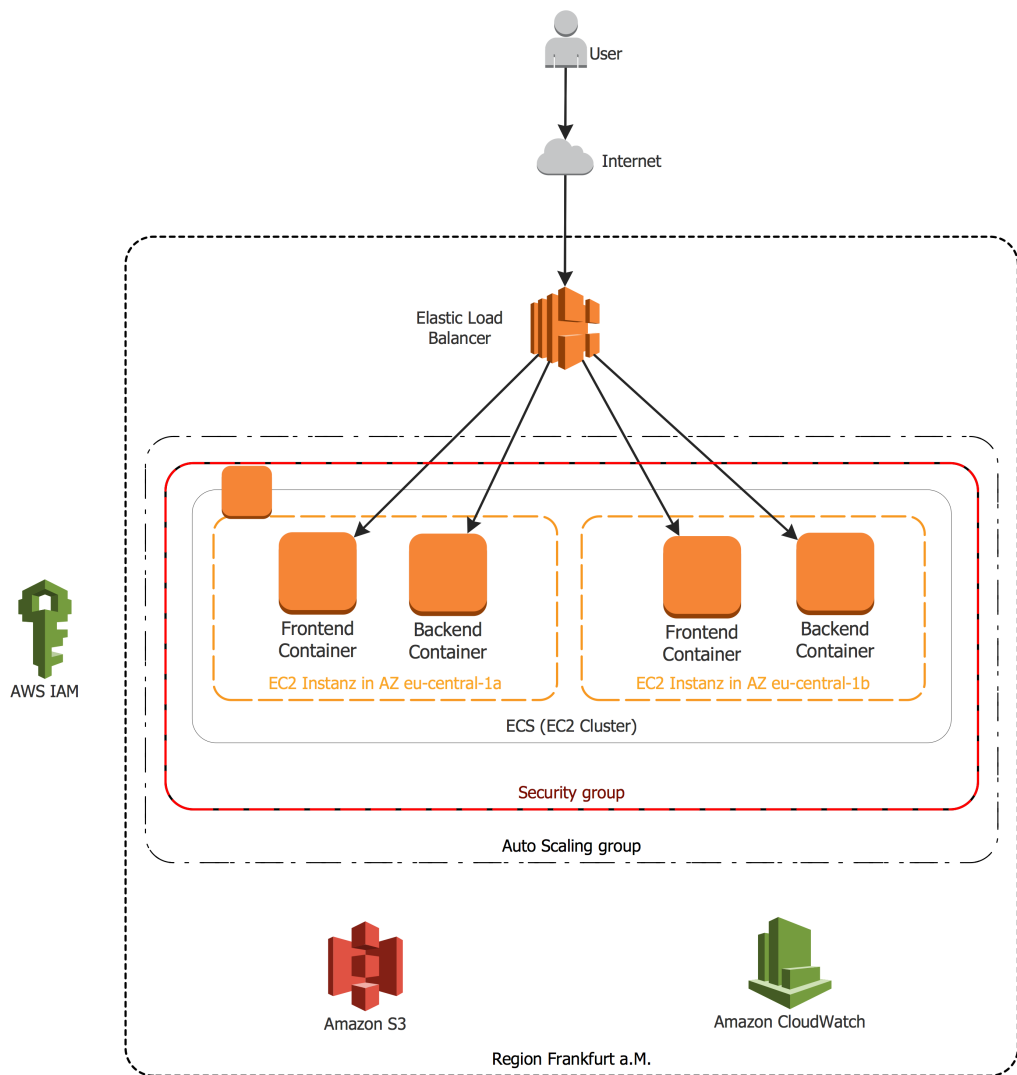 User
Internet
Elastic Load
Balancer
Frontend
Container
Backend
Container
Frontend
Container
Backend
Container
EC2 Instanz in AZ eu-central-1a
EC2 Instanz in AZ eu-central-1b
ECS (EC2 Cluster)
AWS IAM
Security group
Auto Scaling group
Amazon S3
Amazon CloudWatch
Region Frankfurt a.M.